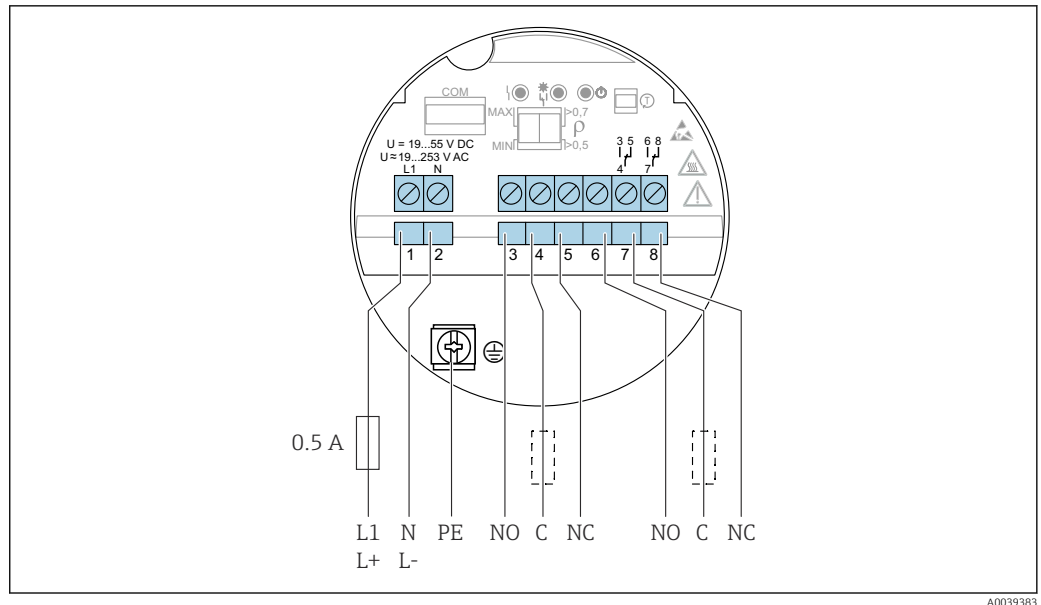 COM
MAX
>0,7
ρ
T
MIN
>0,5
U = 19...55 V DC
U≈19...253 V AC
L1 N
3 5 6 8
4 7
1 2 3 4 5 6 7 8
0.5 A
L1 N PE NO C NC NO C NC
L+ L-
A0039383